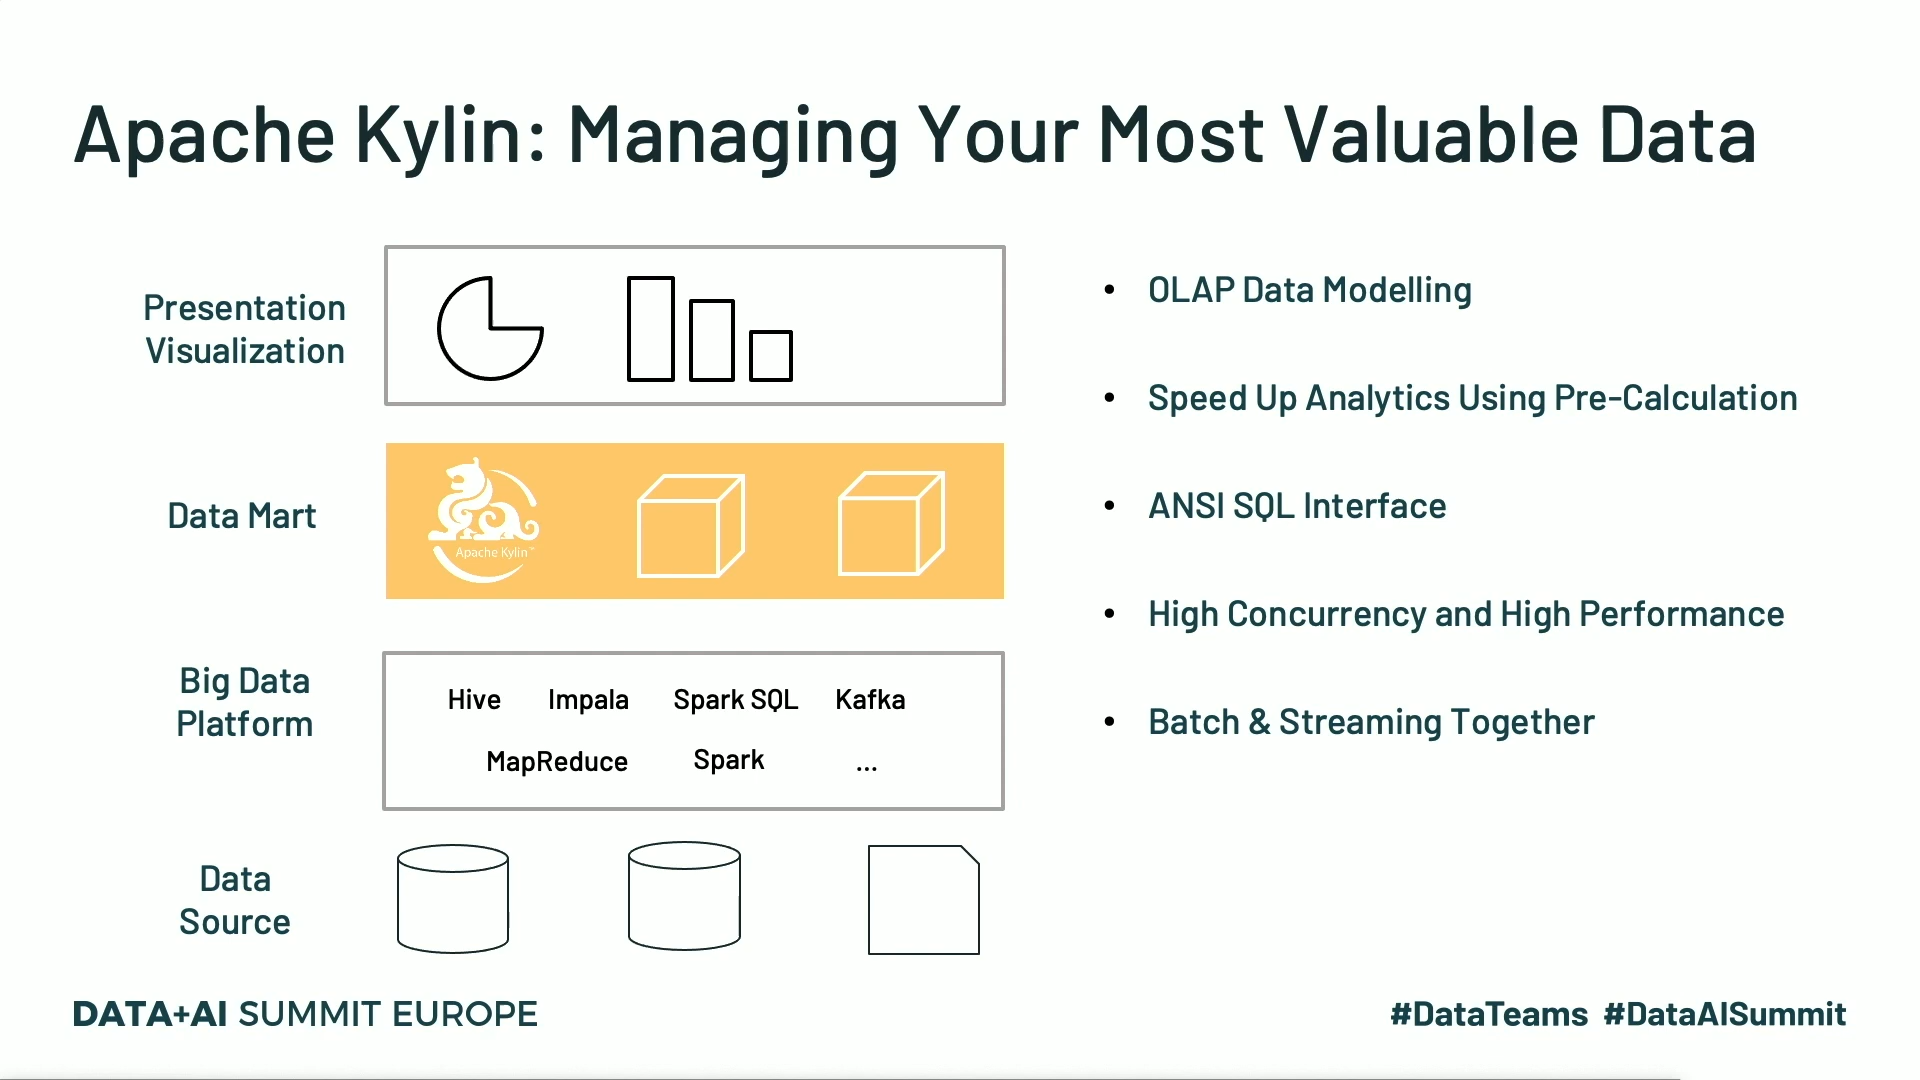 Apache Kylin: Managing Your Most Valuable Data
Presentation
Visualization
Data Mart
Apache Kylin™
Big Data
Platform
Hive Impala Spark SQL Kafka
MapReduce Spark ...
Data
Source
• OLAP Data Modelling
• Speed Up Analytics Using Pre-Calculation
• ANSI SQL Interface
• High Concurrency and High Performance
• Batch & Streaming Together
DATA+AI SUMMIT EUROPE
#DataTeams #DataAISummit